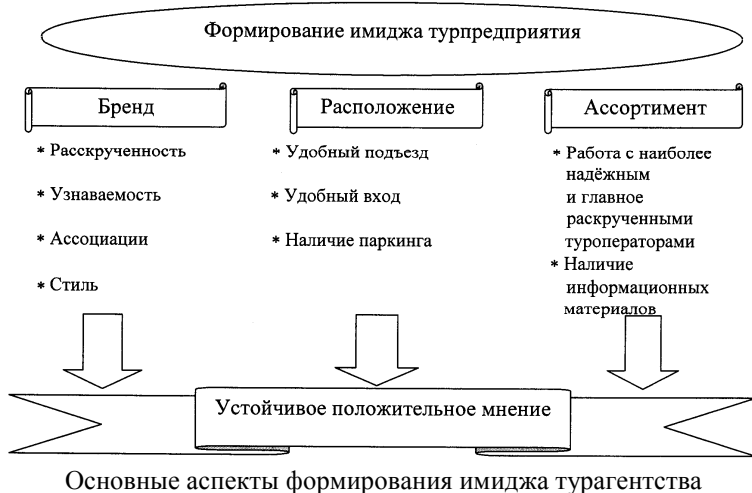 Формирование имиджа турпредприятия
Бренд
* Расскрученность
* Узнаваемость
* Ассоциации
* Стиль
Расположение
* Удобный подъезд
* Удобный вход
* Наличие паркинга
Ассортимент
* Работа с наиболее
надёжным
и главное
раскрученными
туроператорами
* Наличие
информационных
материалов
Устойчивое положительное мнение
Основные аспекты формирования имиджа турагентства